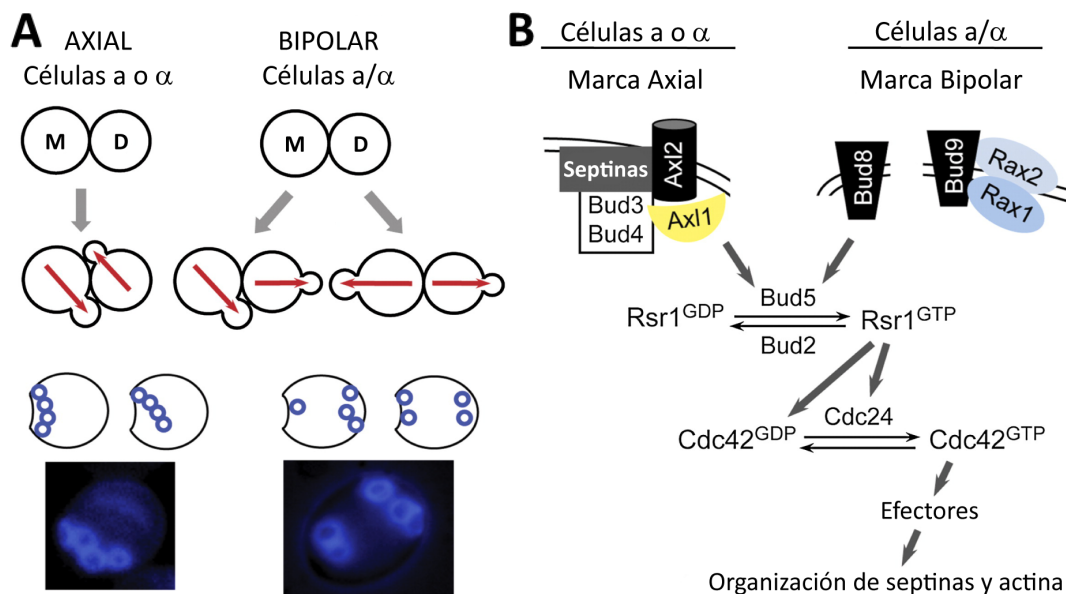 A
AXIAL
Células a o α
BIPOLAR
Células a/α
M D
M D
B
Células a o α
Marca Axial
Células a/α
Marca Bipolar
Septinas
Axl2
Bud3
Bud4
Axl1
Bud8
Bud9
Rax2
Rax1
Bud5
Rsr1GDP
Rsr1GTP
Bud2
Cdc24
Cdc42GDP
Cdc42GTP
Efectores
Organización de septinas y actina